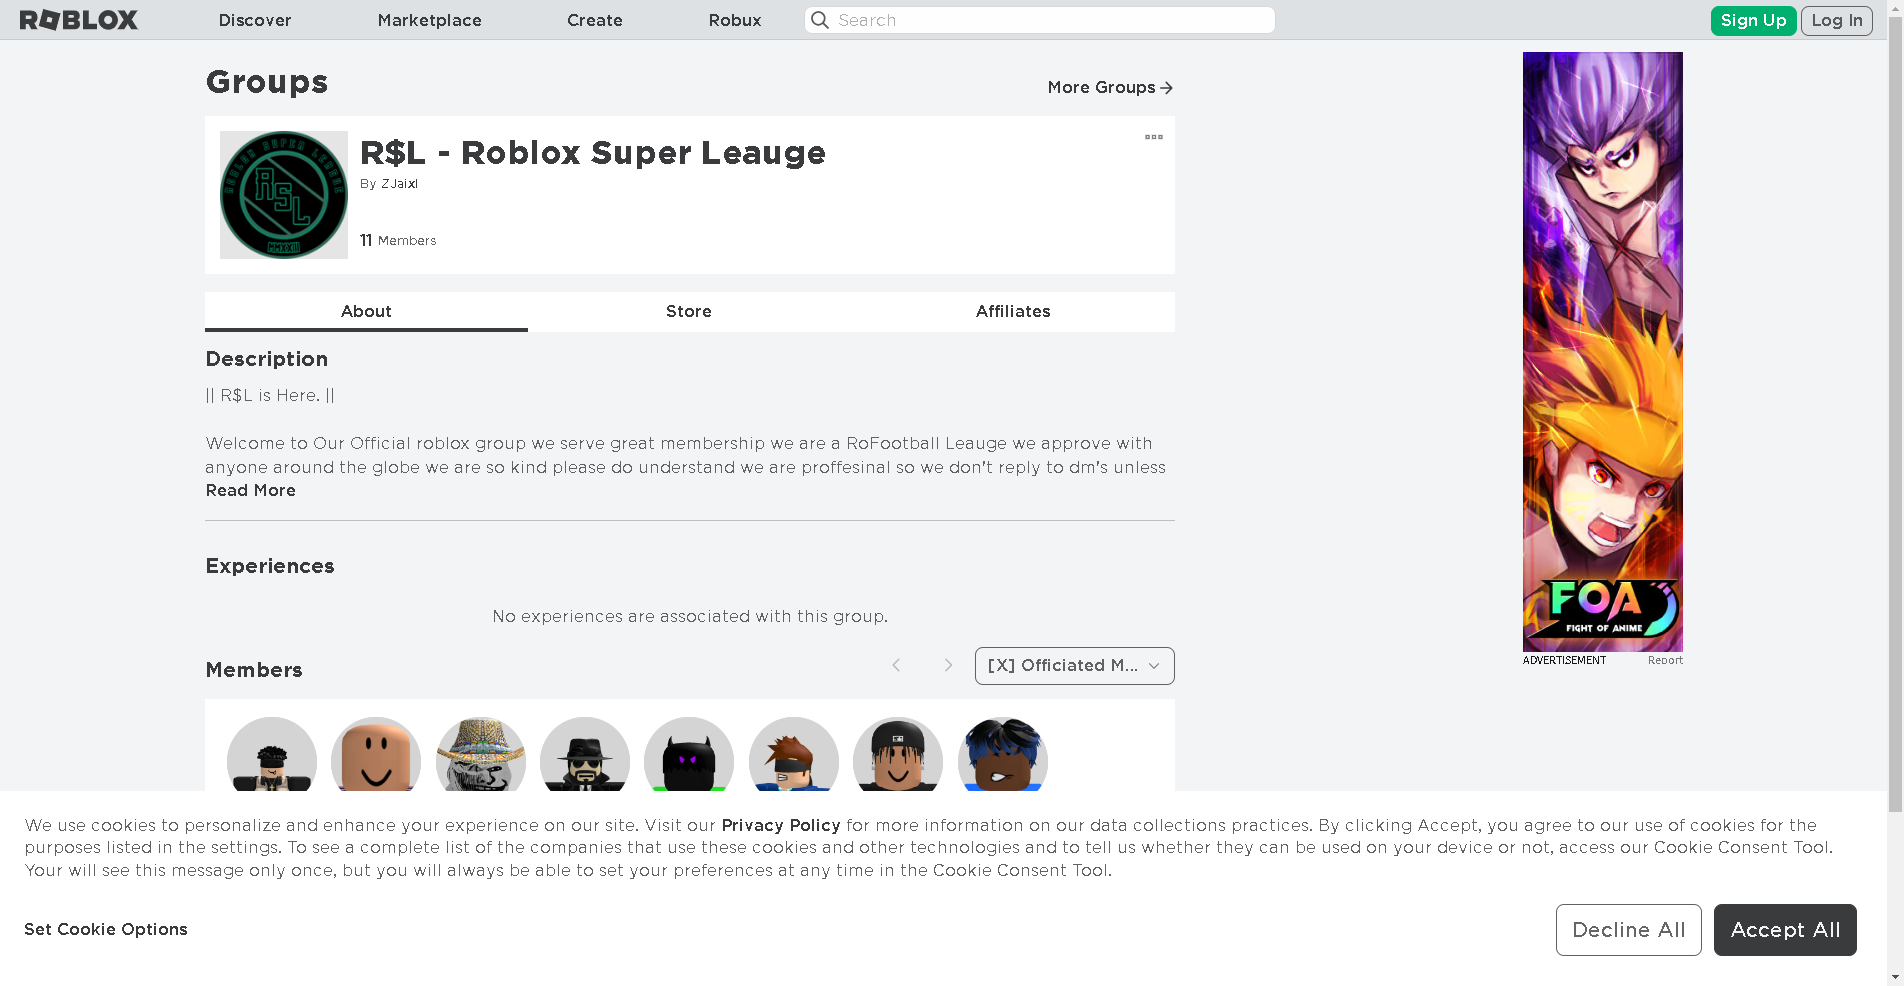 ROBLOX
Discover
Marketplace
Create
Robux
Search
Sign Up
Log In
Groups
More Groups
ROBLOX SUPER LEAGUE
RSL
MMXXIII
R$L - Roblox Super Leauge
By ZJaixl
11 Members
About
Store
Affiliates
Description
|| R$L is Here. ||
Welcome to Our Official roblox group we serve great membership we are a RoFootball Leauge we approve with
anyone around the globe we are so kind please do understand we are proffesinal so we don't reply to dm's unless
Read More
Experiences
No experiences are associated with this group.
Members
[X] Officiated M...
FOA
FIGHT OF ANIME
ADVERTISEMENT
Report
We use cookies to personalize and enhance your experience on our site. Visit our Privacy Policy for more information on our data collections practices. By clicking Accept, you agree to our use of cookies for the
purposes listed in the settings. To see a complete list of the companies that use these cookies and other technologies and to tell us whether they can be used on your device or not, access our Cookie Consent Tool.
Your will see this message only once, but you will always be able to set your preferences at any time in the Cookie Consent Tool.
Set Cookie Options
Decline All
Accept All